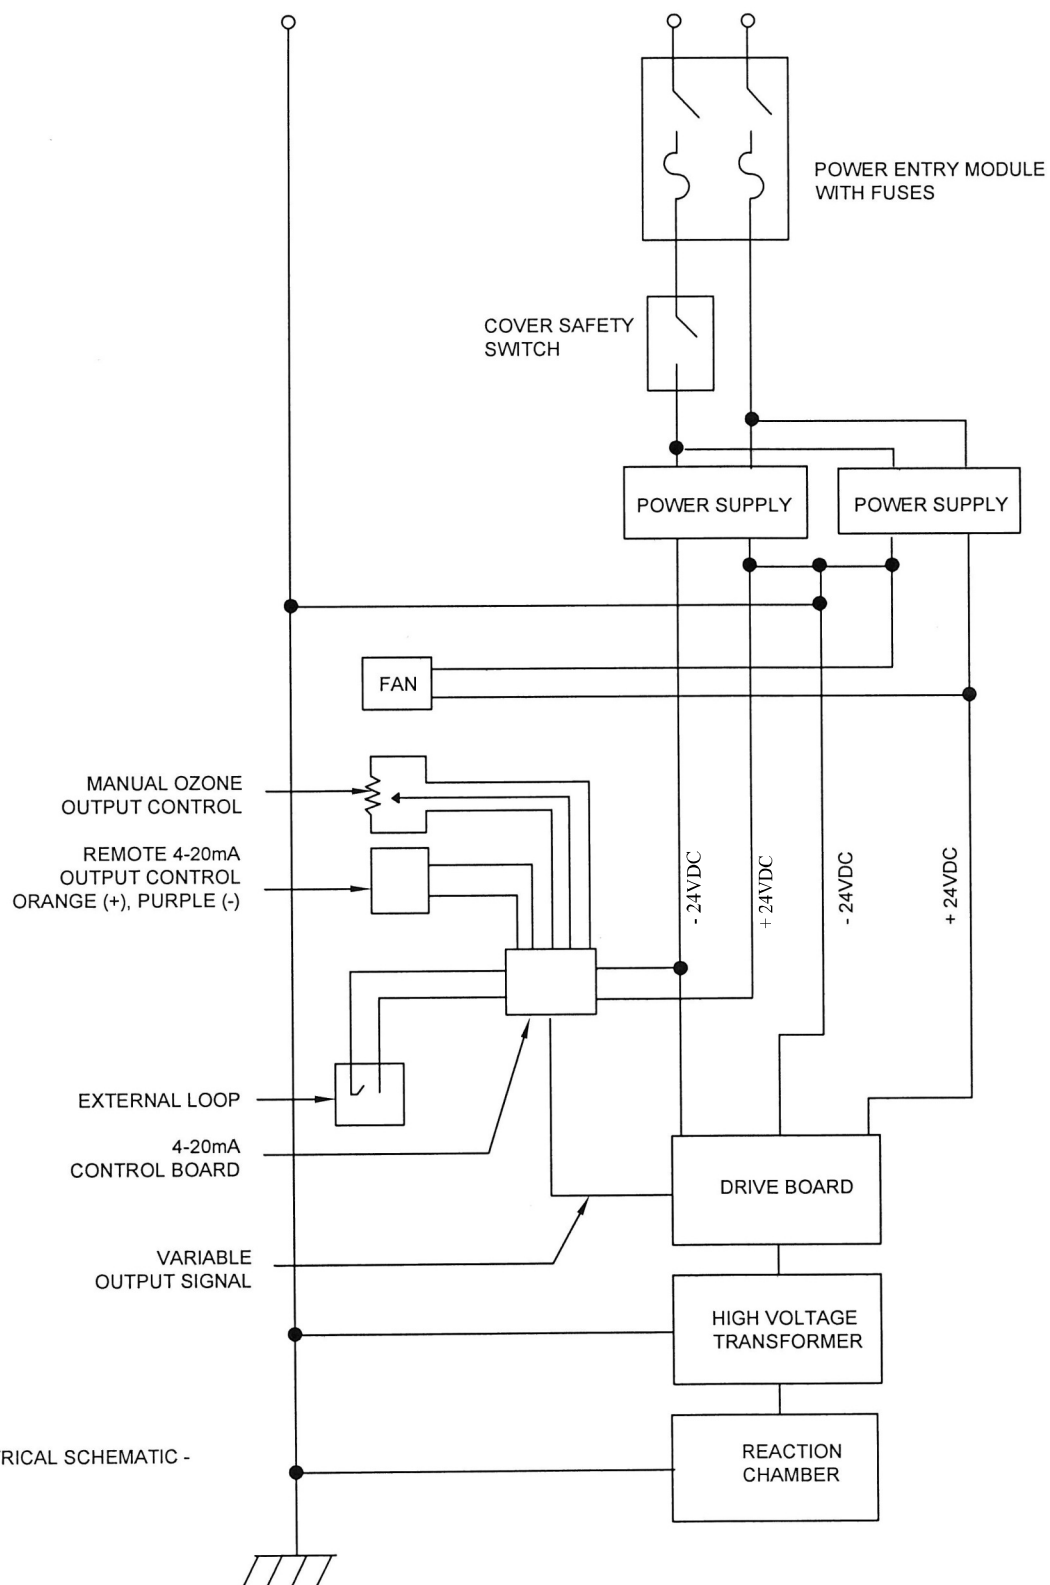 POWER ENTRY MODULE
WITH FUSES
COVER SAFETY
SWITCH
POWER SUPPLY
POWER SUPPLY
FAN
MANUAL OZONE
OUTPUT CONTROL
REMOTE 4-20mA
OUTPUT CONTROL
ORANGE (+), PURPLE (-)
- 24VDC
+ 24VDC
- 24VDC
+ 24VDC
EXTERNAL LOOP
4-20mA
CONTROL BOARD
DRIVE BOARD
VARIABLE
OUTPUT SIGNAL
HIGH VOLTAGE
TRANSFORMER
REACTION
CHAMBER
TRICAL SCHEMATIC -